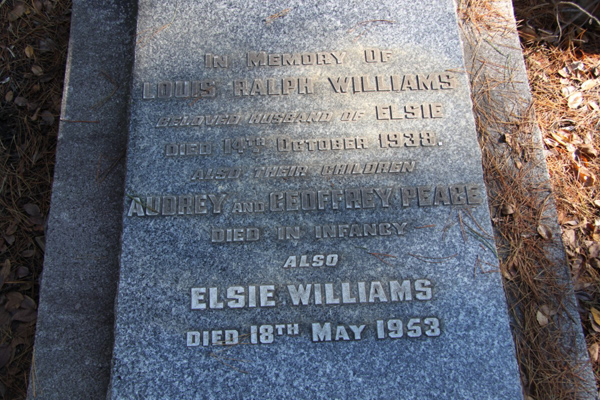 In Memory Of
LOUIS RALPH WILLIAMS
BELOVED HUSBAND OF ELSIE
DIED 14TH OCTOBER 1938.
ALSO THEIR CHILDREN
AUDREY AND GEOFFREY PEACE
DIED IN INFANCY
ALSO
ELSIE WILLIAMS
DIED 18TH MAY 1953